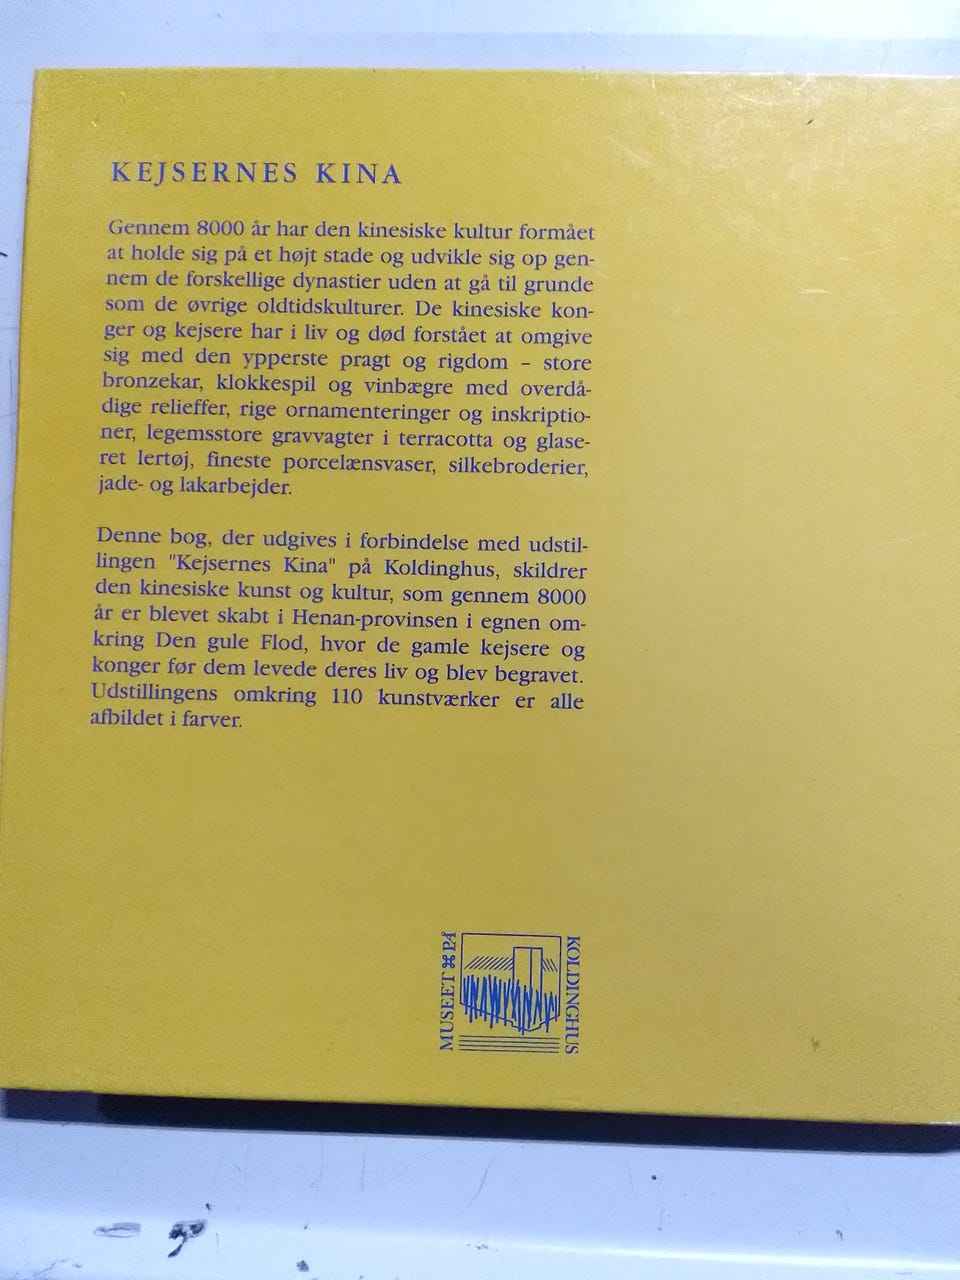 KEJSERNES KINA
Gennem 8000 år har den kinesiske kultur formået
at holde sig på et højt stade og udvikle sig op gen-
nem de forskellige dynastier uden at gå til grunde
som de øvrige oldtidskulturer. De kinesiske kon-
ger og kejsere har i liv og død forstået at omgive
sig med den ypperste pragt og rigdom – store
bronzekar, klokkespil og vinbægre med overdå-
dige relieffer, rige ornamenteringer og inskriptio-
ner, legemsstore gravvagter i terracotta og glase-
ret lertøj, fineste porcelænsvaser, silkebroderier,
jade- og lakarbejder.
Denne bog, der udgives i forbindelse med udstil-
lingen "Kejsernes Kina" på Koldinghus, skildrer
den kinesiske kunst og kultur, som gennem 8000
år er blevet skabt i Henan-provinsen i egnen om-
kring Den gule Flod, hvor de gamle kejsere og
konger før dem levede deres liv og blev begravet.
Udstillingens omkring 110 kunstværker er alle
afbildet i farver.
MUSEET ⌘ PÅ
KOLDINGHUS